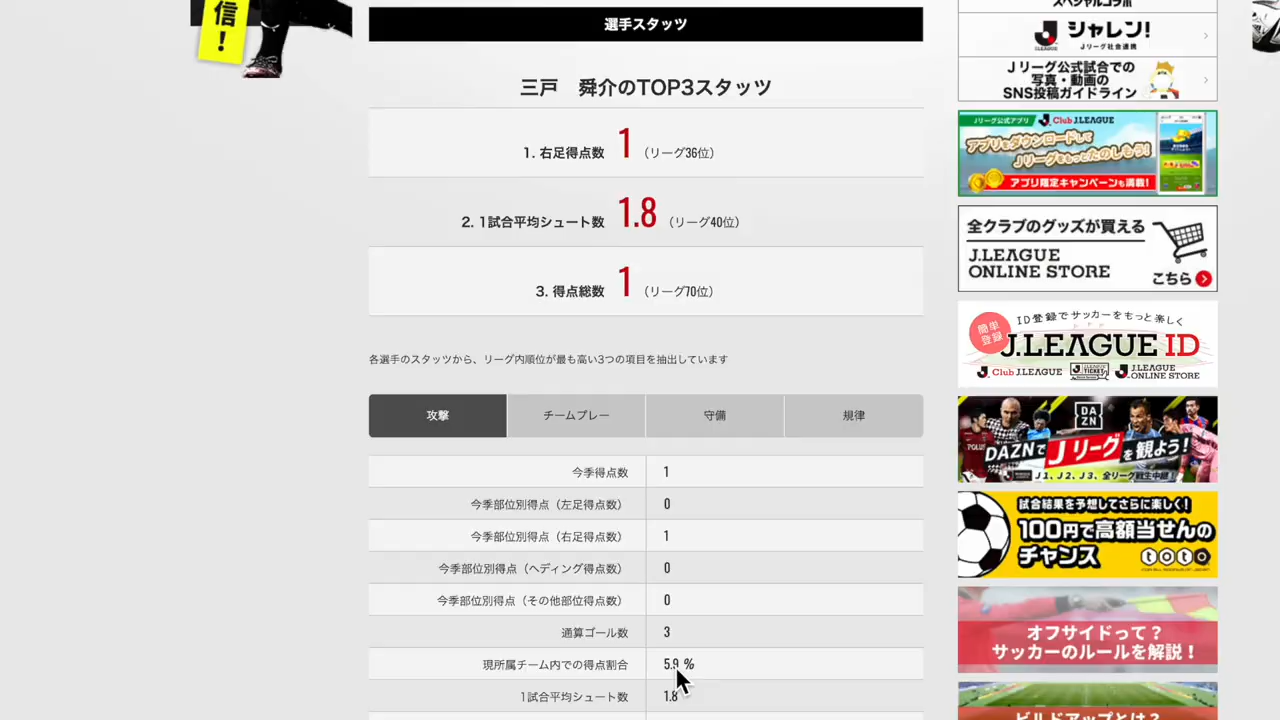 信!
選手スタッツ
三戸 舜介のTOP3スタッツ
1. 右足得点数 1 (リーグ36位)
2. 1試合平均シュート数 1.8 (リーグ40位)
3. 得点総数 1 (リーグ70位)
各選手のスタッツから、リーグ内順位が最も高い3つの項目を抽出しています
攻撃 チームプレー 守備 規律
今季得点数 1
今季部位別得点(左足得点数) 0
今季部位別得点(右足得点数) 1
今季部位別得点(ヘディング得点数) 0
今季部位別得点(その他部位得点数) 0
通算ゴール数 3
現所属チーム内での得点割合 5.9 %
1試合平均シュート数 1.8
スペシャルコラボ
J.LEAGUE
シャレン!
Jリーグ社会連携
Jリーグ公式試合での
写真・動画の
SNS投稿ガイドライン
Jリーグ公式アプリ Club J.LEAGUE
アプリをダウンロードして
Jリーグをもっとたのしもう!
アプリ限定キャンペーンも満載!
全クラブのグッズが買える
J.LEAGUE
ONLINE STORE
こちら
簡単
登録
ID登録でサッカーをもっと楽しく
J.LEAGUE ID
Club J.LEAGUE J.LEAGUE TICKET J.LEAGUE ONLINE STORE
DAZN
DAZNでJリーグを観よう!
J1、J2、J3、全リーグ戦生中継!
試合結果を予想してさらに楽しく!
100円で高額当せんの
チャンス
toto
オフサイドって?
サッカーのルールを解説!
ビルドアップとは?